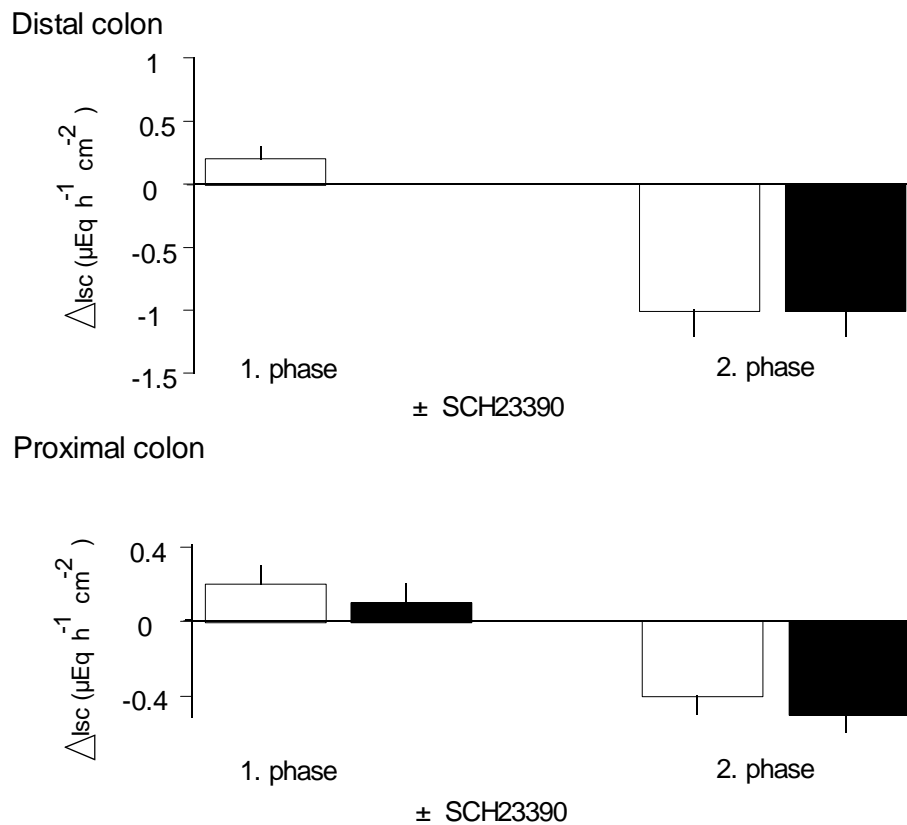 Distal colon
1
0.5
0
-0.5
-1
-1.5
△Isc (µEq h⁻¹ cm⁻²)
1. phase
2. phase
± SCH23390
Proximal colon
0.4
0
-0.4
△Isc (µEq h⁻¹ cm⁻²)
1. phase
2. phase
± SCH23390